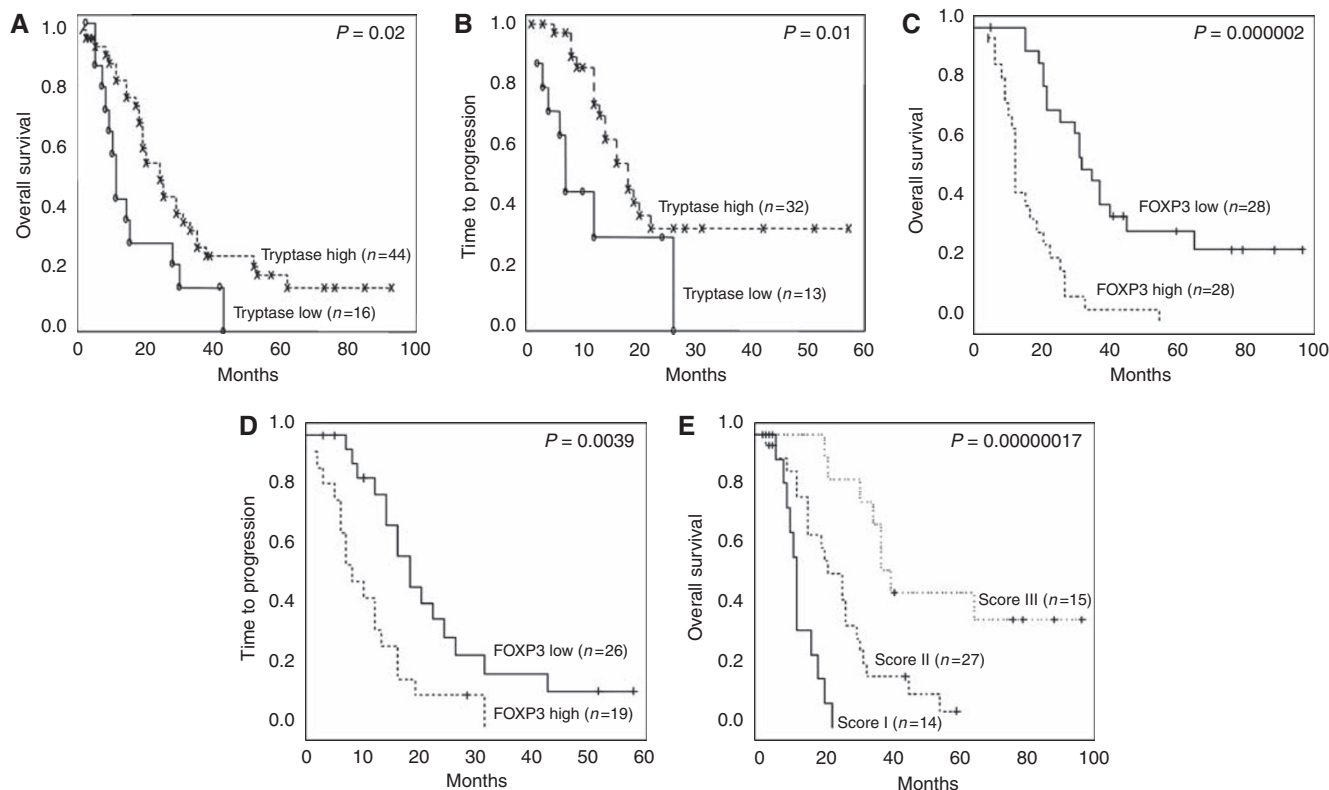 A
P = 0.02
Overall survival
1.0
0.8
0.6
0.4
0.2
0.0
Tryptase high (n=44)
Tryptase low (n=16)
0 20 40 60 80 100
Months
B
P = 0.01
Time to progression
1.0
0.8
0.6
0.4
0.2
0.0
Tryptase high (n=32)
Tryptase low (n=13)
0 10 20 30 40 50 60
Months
C
P = 0.000002
Overall survival
1.0
0.8
0.6
0.4
0.2
0.0
FOXP3 low (n=28)
FOXP3 high (n=28)
0 20 40 60 80 100
Months
D
P = 0.0039
Time to progression
1.0
0.8
0.6
0.4
0.2
0.0
FOXP3 low (n=26)
FOXP3 high (n=19)
0 10 20 30 40 50 60
Months
E
P = 0.00000017
Overall survival
1.0
0.8
0.6
0.4
0.2
0.0
Score III (n=15)
Score II (n=27)
Score I (n=14)
0 20 40 60 80 100
Months